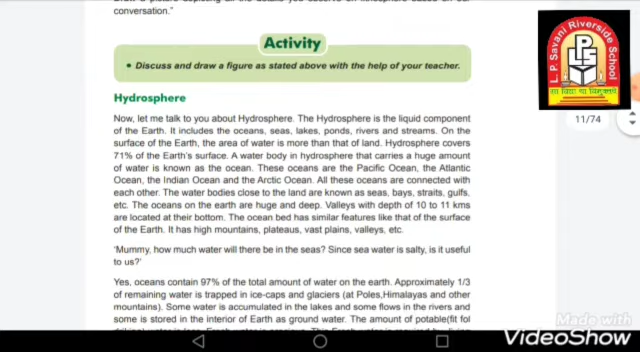 conversation."
Activity
• Discuss and draw a figure as stated above with the help of your teacher.
Hydrosphere
Now, let me talk to you about Hydrosphere. The Hydrosphere is the liquid component
of the Earth. It includes the oceans, seas, lakes, ponds, rivers and streams. On the
surface of the Earth, the area of water is more than that of land. Hydrosphere covers
71% of the Earth's surface. A water body in hydrosphere that carries a huge amount
of water is known as the ocean. These oceans are the Pacific Ocean, the Atlantic
Ocean, the Indian Ocean and the Arctic Ocean. All these oceans are connected with
each other. The water bodies close to the land are known as seas, bays, straits, gulfs,
etc. The oceans on the earth are huge and deep. Valleys with depth of 10 to 11 kms
are located at their bottom. The ocean bed has similar features like that of the surface
of the Earth. It has high mountains, plateaus, vast plains, valleys, etc.
'Mummy, how much water will there be in the seas? Since sea water is salty, is it useful
to us?'
Yes, oceans contain 97% of the total amount of water on the earth. Approximately 1/3
of remaining water is trapped in ice-caps and glaciers (at Poles,Himalayas and other
mountains). Some water is accumulated in the lakes and some flows in the rivers and
some is stored in the interior of Earth as ground water. The amount of potable(fit fol
L. P. Savani Riverside School
PLS
सा विद्या या विमुक्तये
11/74
Made with
VideoShow